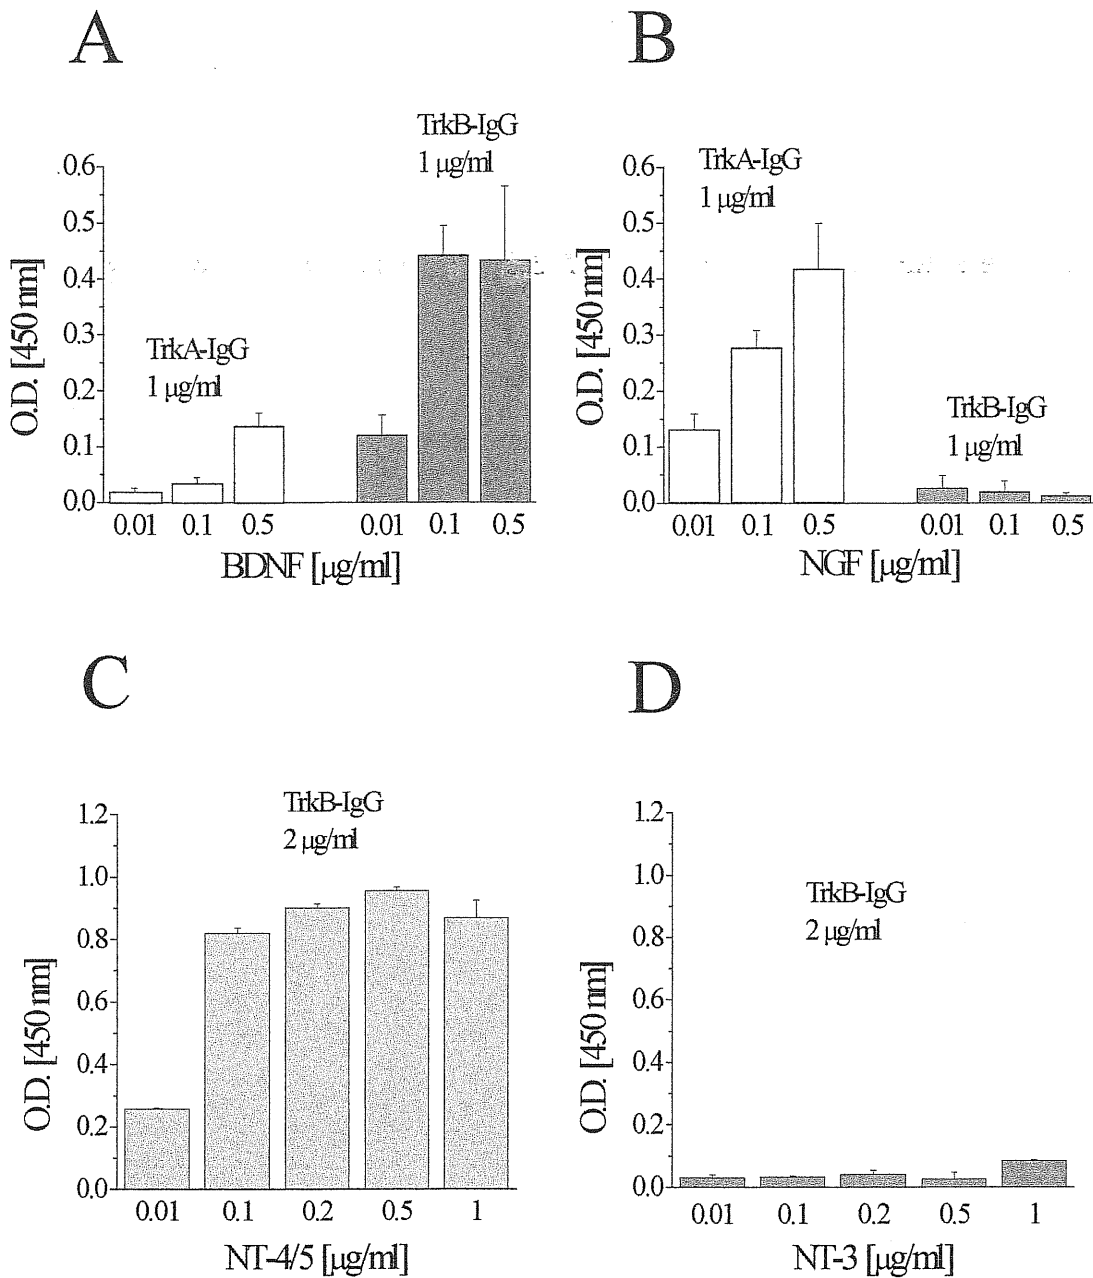 A
TrkB-IgG
1 µg/ml
0.6
0.5
0.4
0.3
0.2
0.1
0.0
O.D. [450 nm]
TrkA-IgG
1 µg/ml
0.01 0.1 0.5 0.01 0.1 0.5
BDNF [µg/ml]
B
TrkA-IgG
1 µg/ml
0.6
0.5
0.4
0.3
0.2
0.1
0.0
O.D. [450 nm]
TrkB-IgG
1 µg/ml
0.01 0.1 0.5 0.01 0.1 0.5
NGF [µg/ml]
C
TrkB-IgG
2 µg/ml
1.2
1.0
0.8
0.6
0.4
0.2
0.0
O.D. [450 nm]
0.01 0.1 0.2 0.5 1
NT-4/5 [µg/ml]
D
1.2
1.0
0.8
0.6
0.4
0.2
0.0
O.D. [450 nm]
TrkB-IgG
2 µg/ml
0.01 0.1 0.2 0.5 1
NT-3 [µg/ml]